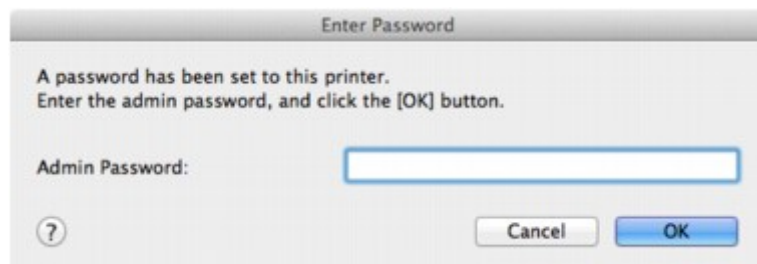 Enter Password
A password has been set to this printer.
Enter the admin password, and click the [OK] button.
Admin Password:
?
Cancel
OK